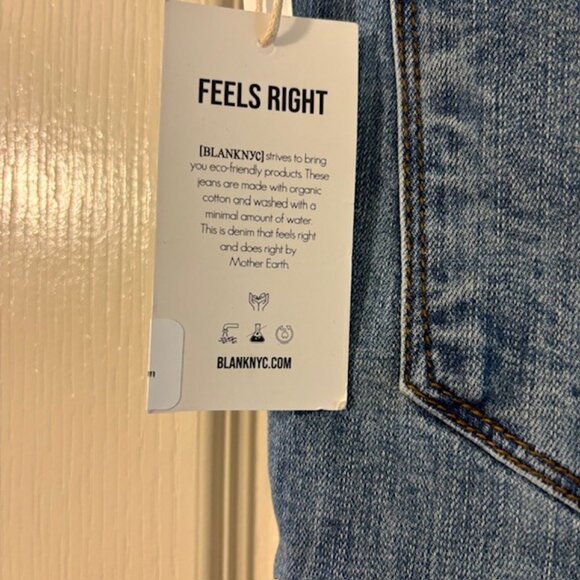 FEELS RIGHT
[BLANKNYC] strives to bring
you eco-friendly products. These
jeans are made with organic
cotton and washed with a
minimal amount of water.
This is denim that feels right
and does right by
Mother Earth.
BLANKNYC.COM